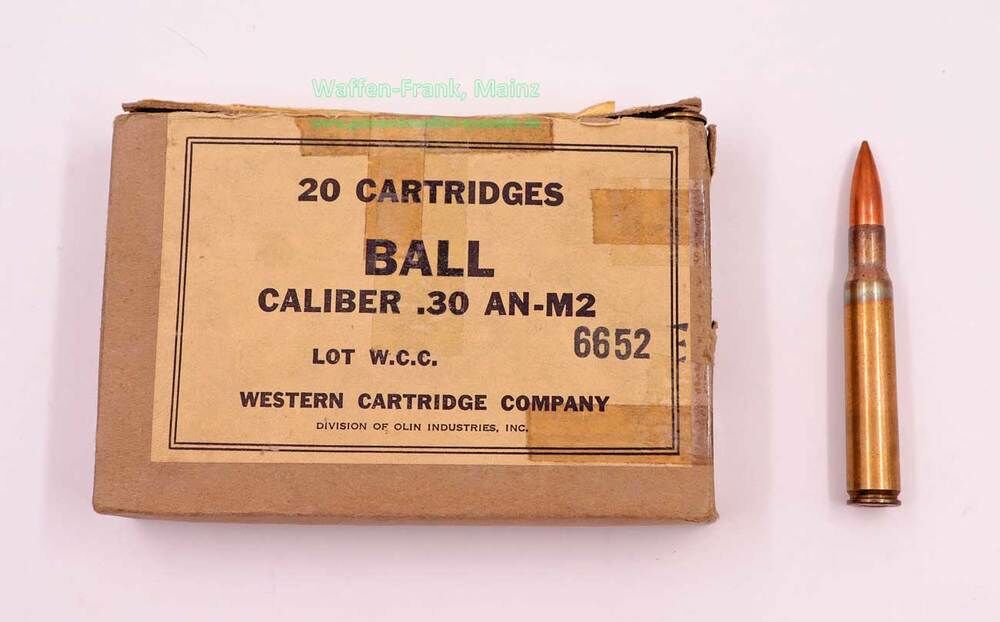 Waffen-Frank, Mainz
20 CARTRIDGES
BALL
CALIBER .30 AN-M2
6652
LOT W.C.C.
WESTERN CARTRIDGE COMPANY
DIVISION OF OLIN INDUSTRIES, INC.